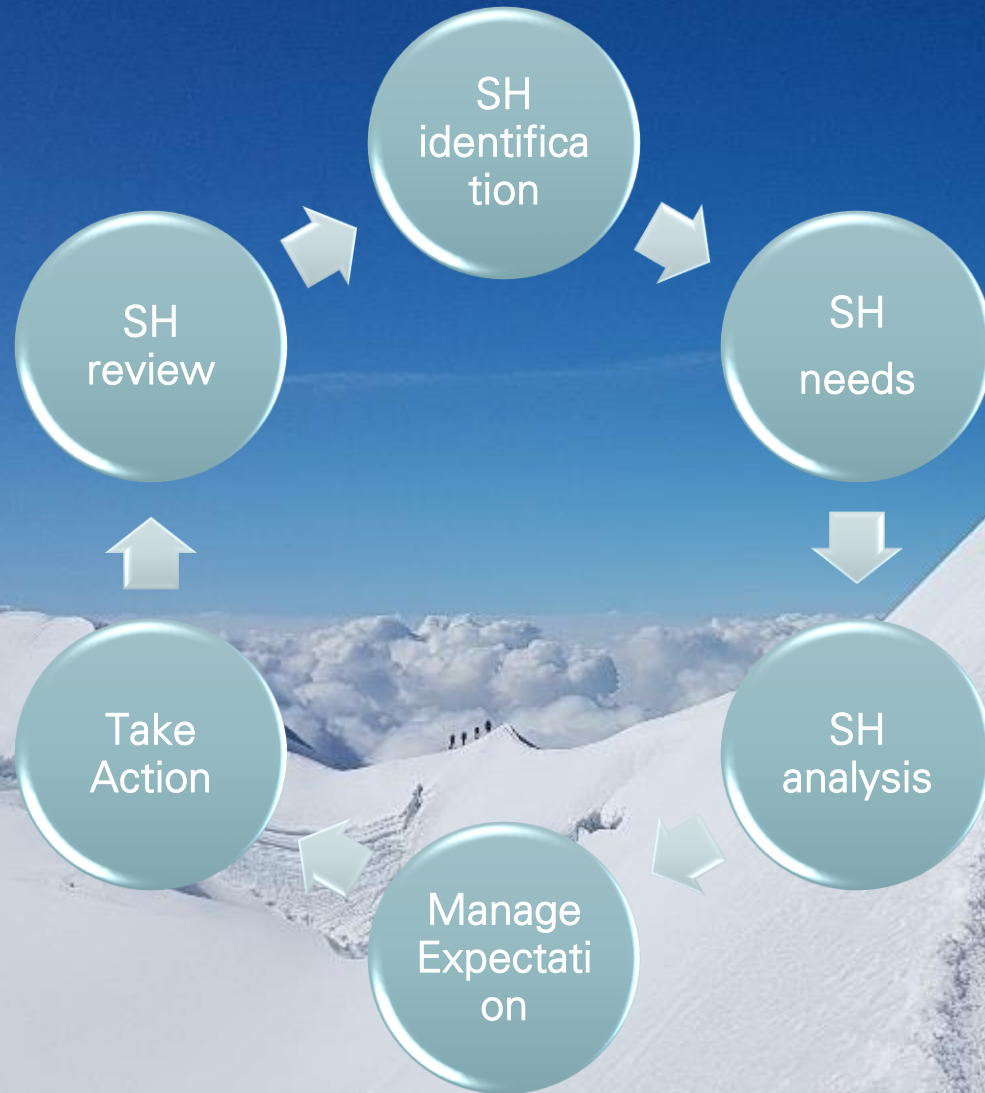 SH
identifica
tion
SH
needs
SH
analysis
Manage
Expectati
on
Take
Action
SH
review